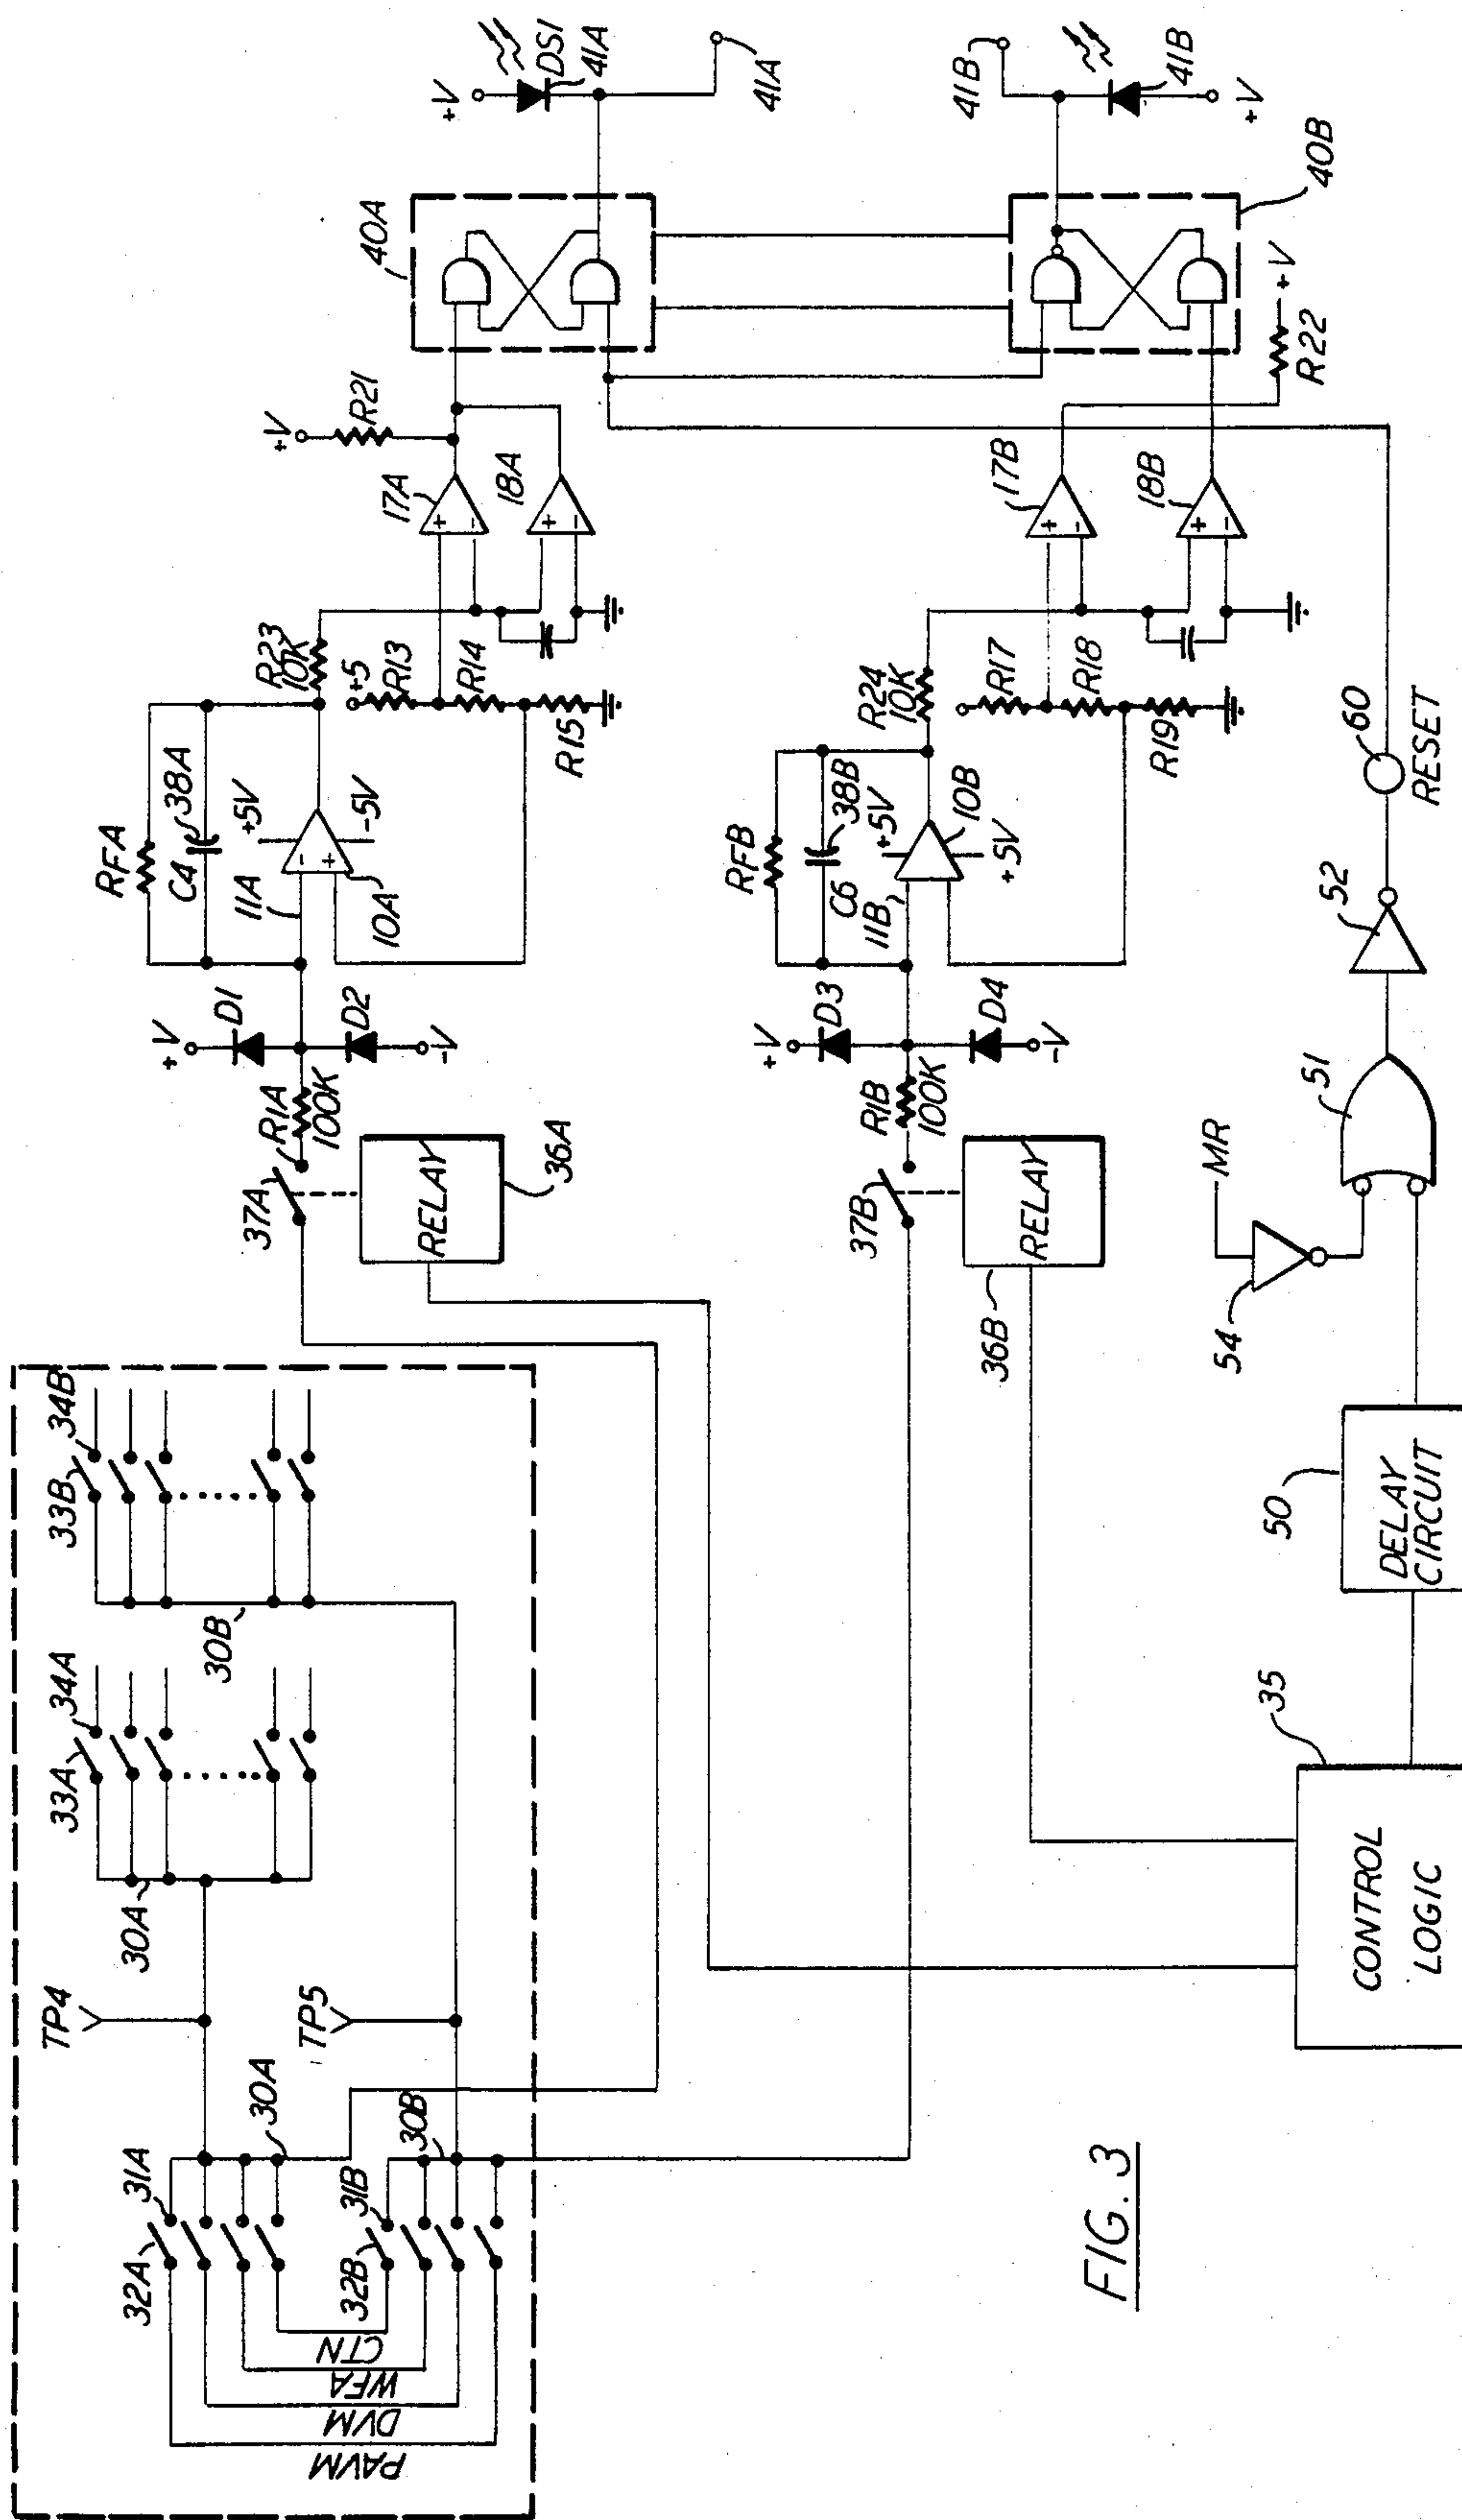 40A
+V
DS1
41A
41A
+V
R21
17A
18A
R23
10K
+5
R13
R14
R15
RFA
C4
38A
+5V
-5V
11A
10A
+V
D1
D2
-V
R1A
100K
37A
RELAY
36A
41B
41B
+V
40B
+V
R22
17B
18B
R24
10K
R17
R18
R19
RFB
C6
38B
+5V
10B
+5V
11B
+V
D3
D4
-V
R1B
100K
37B
RELAY
36B
60
RESET
52
51
MR
54
50
DELAY
CIRCUIT
35
CONTROL
LOGIC
33B
34B
30B
33A
34A
30A
TP4
TP5
30A
30B
32A
31A
32B
31B
CTN
WFA
DVM
PAVM
FIG. 3